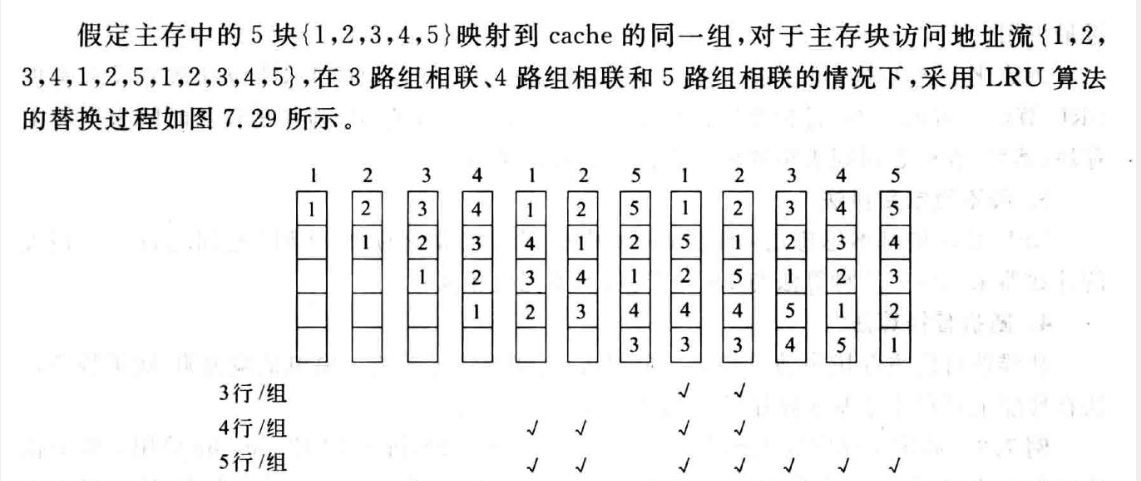 假定主存中的 5 块{1,2,3,4,5}映射到 cache 的同一组,对于主存块访问地址流{1,2,
3,4,1,2,5,1,2,3,4,5},在 3 路组相联、4 路组相联和 5 路组相联的情况下,采用 LRU 算法
的替换过程如图 7.29 所示。
1 2 3 4 1 2 5 1 2 3 4 5
1 2 3 4 1 2 5 1 2 3 4 5
1 2 3 4 1 2 5 1 2 3 4
1 2 3 4 1 2 5 1 3
1 2 3 4 4 4 5 1 2
3 3 3 4 5 1
3行/组 √ √
4行/组 √ √ √ √
5行/组 √ √ √ √ √ √ √